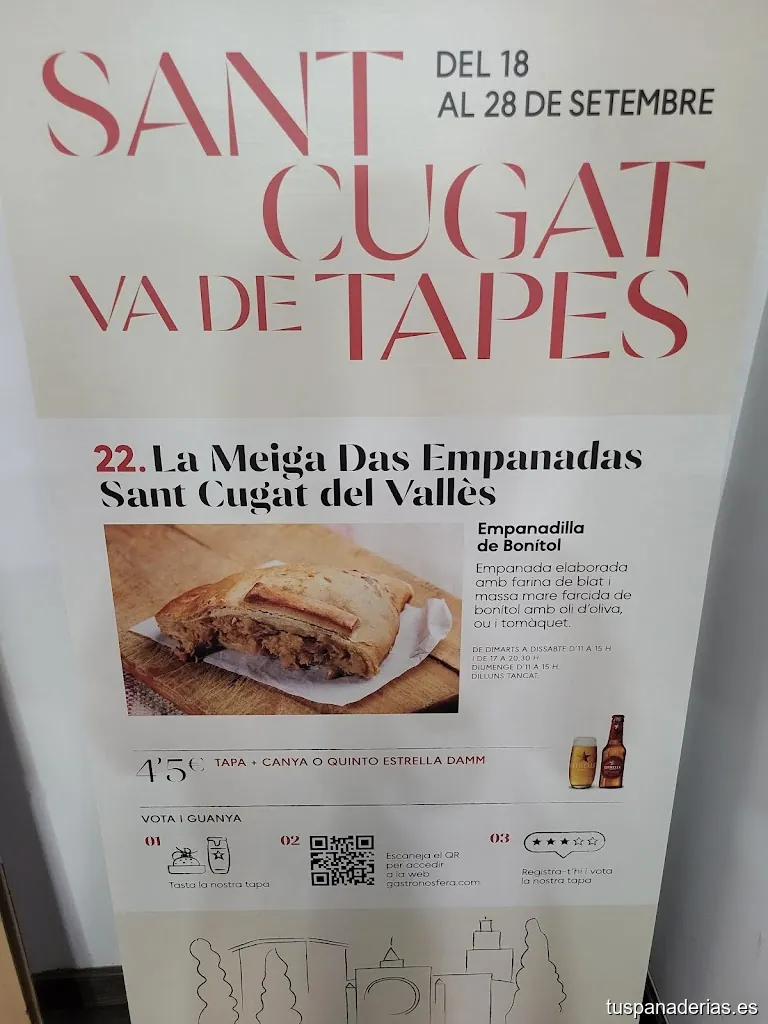 SANT
DEL 18
AL 28 DE SETEMBRE
CUGAT
VA DE TAPES
22. La Meiga Das Empanadas
Sant Cugat del Vallès
Empanadilla
de Bonítol
Empanada elaborada
amb farina de blat i
massa mare farcida de
bonítol amb oli d'oliva,
ou i tomàquet.
DE DIMARTS A DISSABTE D'11 A 15 H
I DE 17 A 20,30 H
DIUMENGE D'11 A 15 H
DILLUNS TANCAT.
4'5€ TAPA + CANYA O QUINTO ESTRELLA DAMM
VOTA I GUANYA
01
Tasta la nostra tapa
02
Escaneja el QR
per accedir
a la web
gastronosfera.com
03
Registra-t'hi i vota
la nostra tapa
tuspanaderias.es